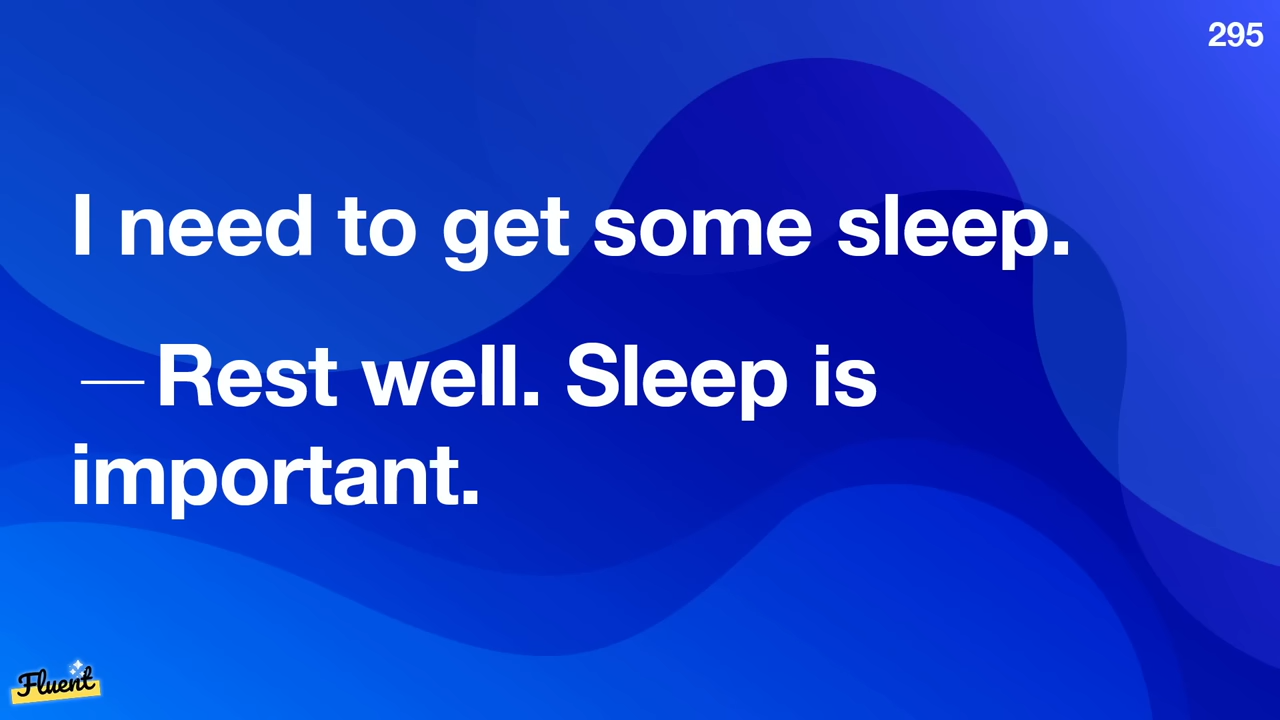 295
I need to get some sleep.
— Rest well. Sleep is
important.
Fluent